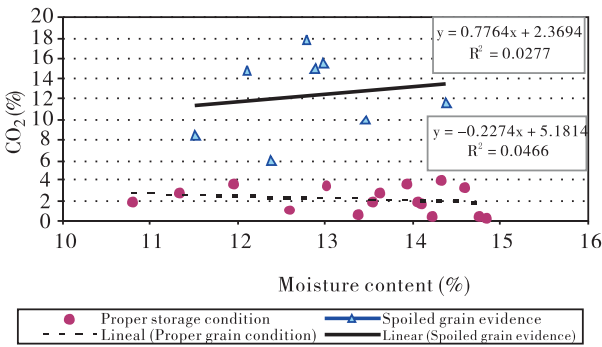 20
18
16
14
12
10
8
6
4
2
0
CO2(%)
y = 0.7764x + 2.3694
R² = 0.0277
y = −0.2274x + 5.1814
R² = 0.0466
10 11 12 13 14 15 16
Moisture content (%)
Proper storage condition Spoiled grain evidence
Lineal (Proper grain condition) Linear (Spoiled grain evidence)